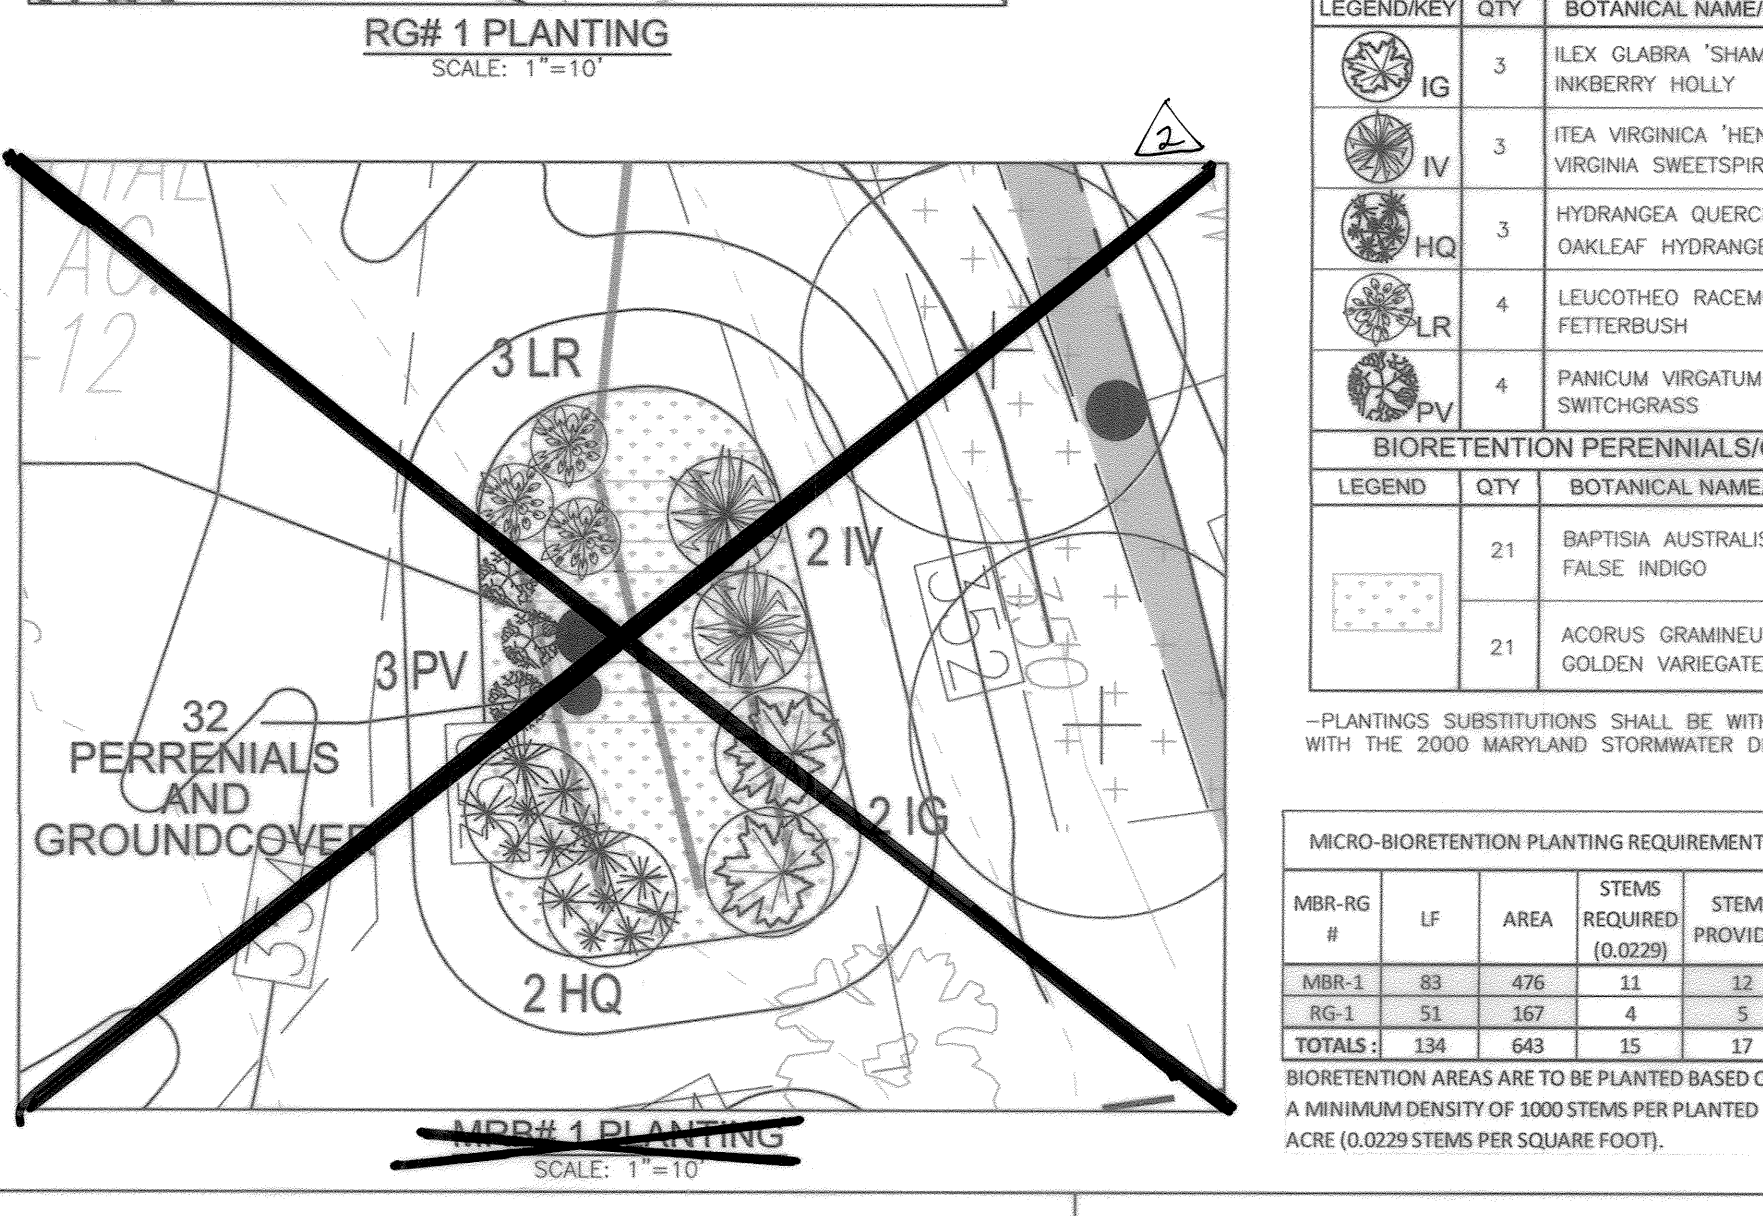 RG# 1 PLANTING
SCALE: 1"=10'
2
3 LR
2 IV
3 PV
32
PERRENIALS
AND
GROUNDCOVER
2 IG
2 HQ
AC.
-12
352
350
354
MBR# 1 PLANTING
SCALE: 1"=10'
LEGEND/KEY QTY BOTANICAL NAME/
IG 3 ILEX GLABRA 'SHAM
INKBERRY HOLLY
IV 3 ITEA VIRGINICA 'HEN
VIRGINIA SWEETSPIR
HQ 3 HYDRANGEA QUERC
OAKLEAF HYDRANGE
LR 4 LEUCOTHEO RACEM
FETTERBUSH
PV 4 PANICUM VIRGATUM
SWITCHGRASS
BIORETENTION PERENNIALS/
LEGEND QTY BOTANICAL NAME
21 BAPTISIA AUSTRALIS
FALSE INDIGO
21 ACORUS GRAMINEU
GOLDEN VARIEGATE
-PLANTINGS SUBSTITUTIONS SHALL BE WITH
WITH THE 2000 MARYLAND STORMWATER D
MICRO-BIORETENTION PLANTING REQUIREMENT
MBR-RG # LF AREA STEMS REQUIRED (0.0229) STEM PROVID
MBR-1 83 476 11 12
RG-1 51 167 4 5
TOTALS: 134 643 15 17
BIORETENTION AREAS ARE TO BE PLANTED BASED O
A MINIMUM DENSITY OF 1000 STEMS PER PLANTED
ACRE (0.0229 STEMS PER SQUARE FOOT).